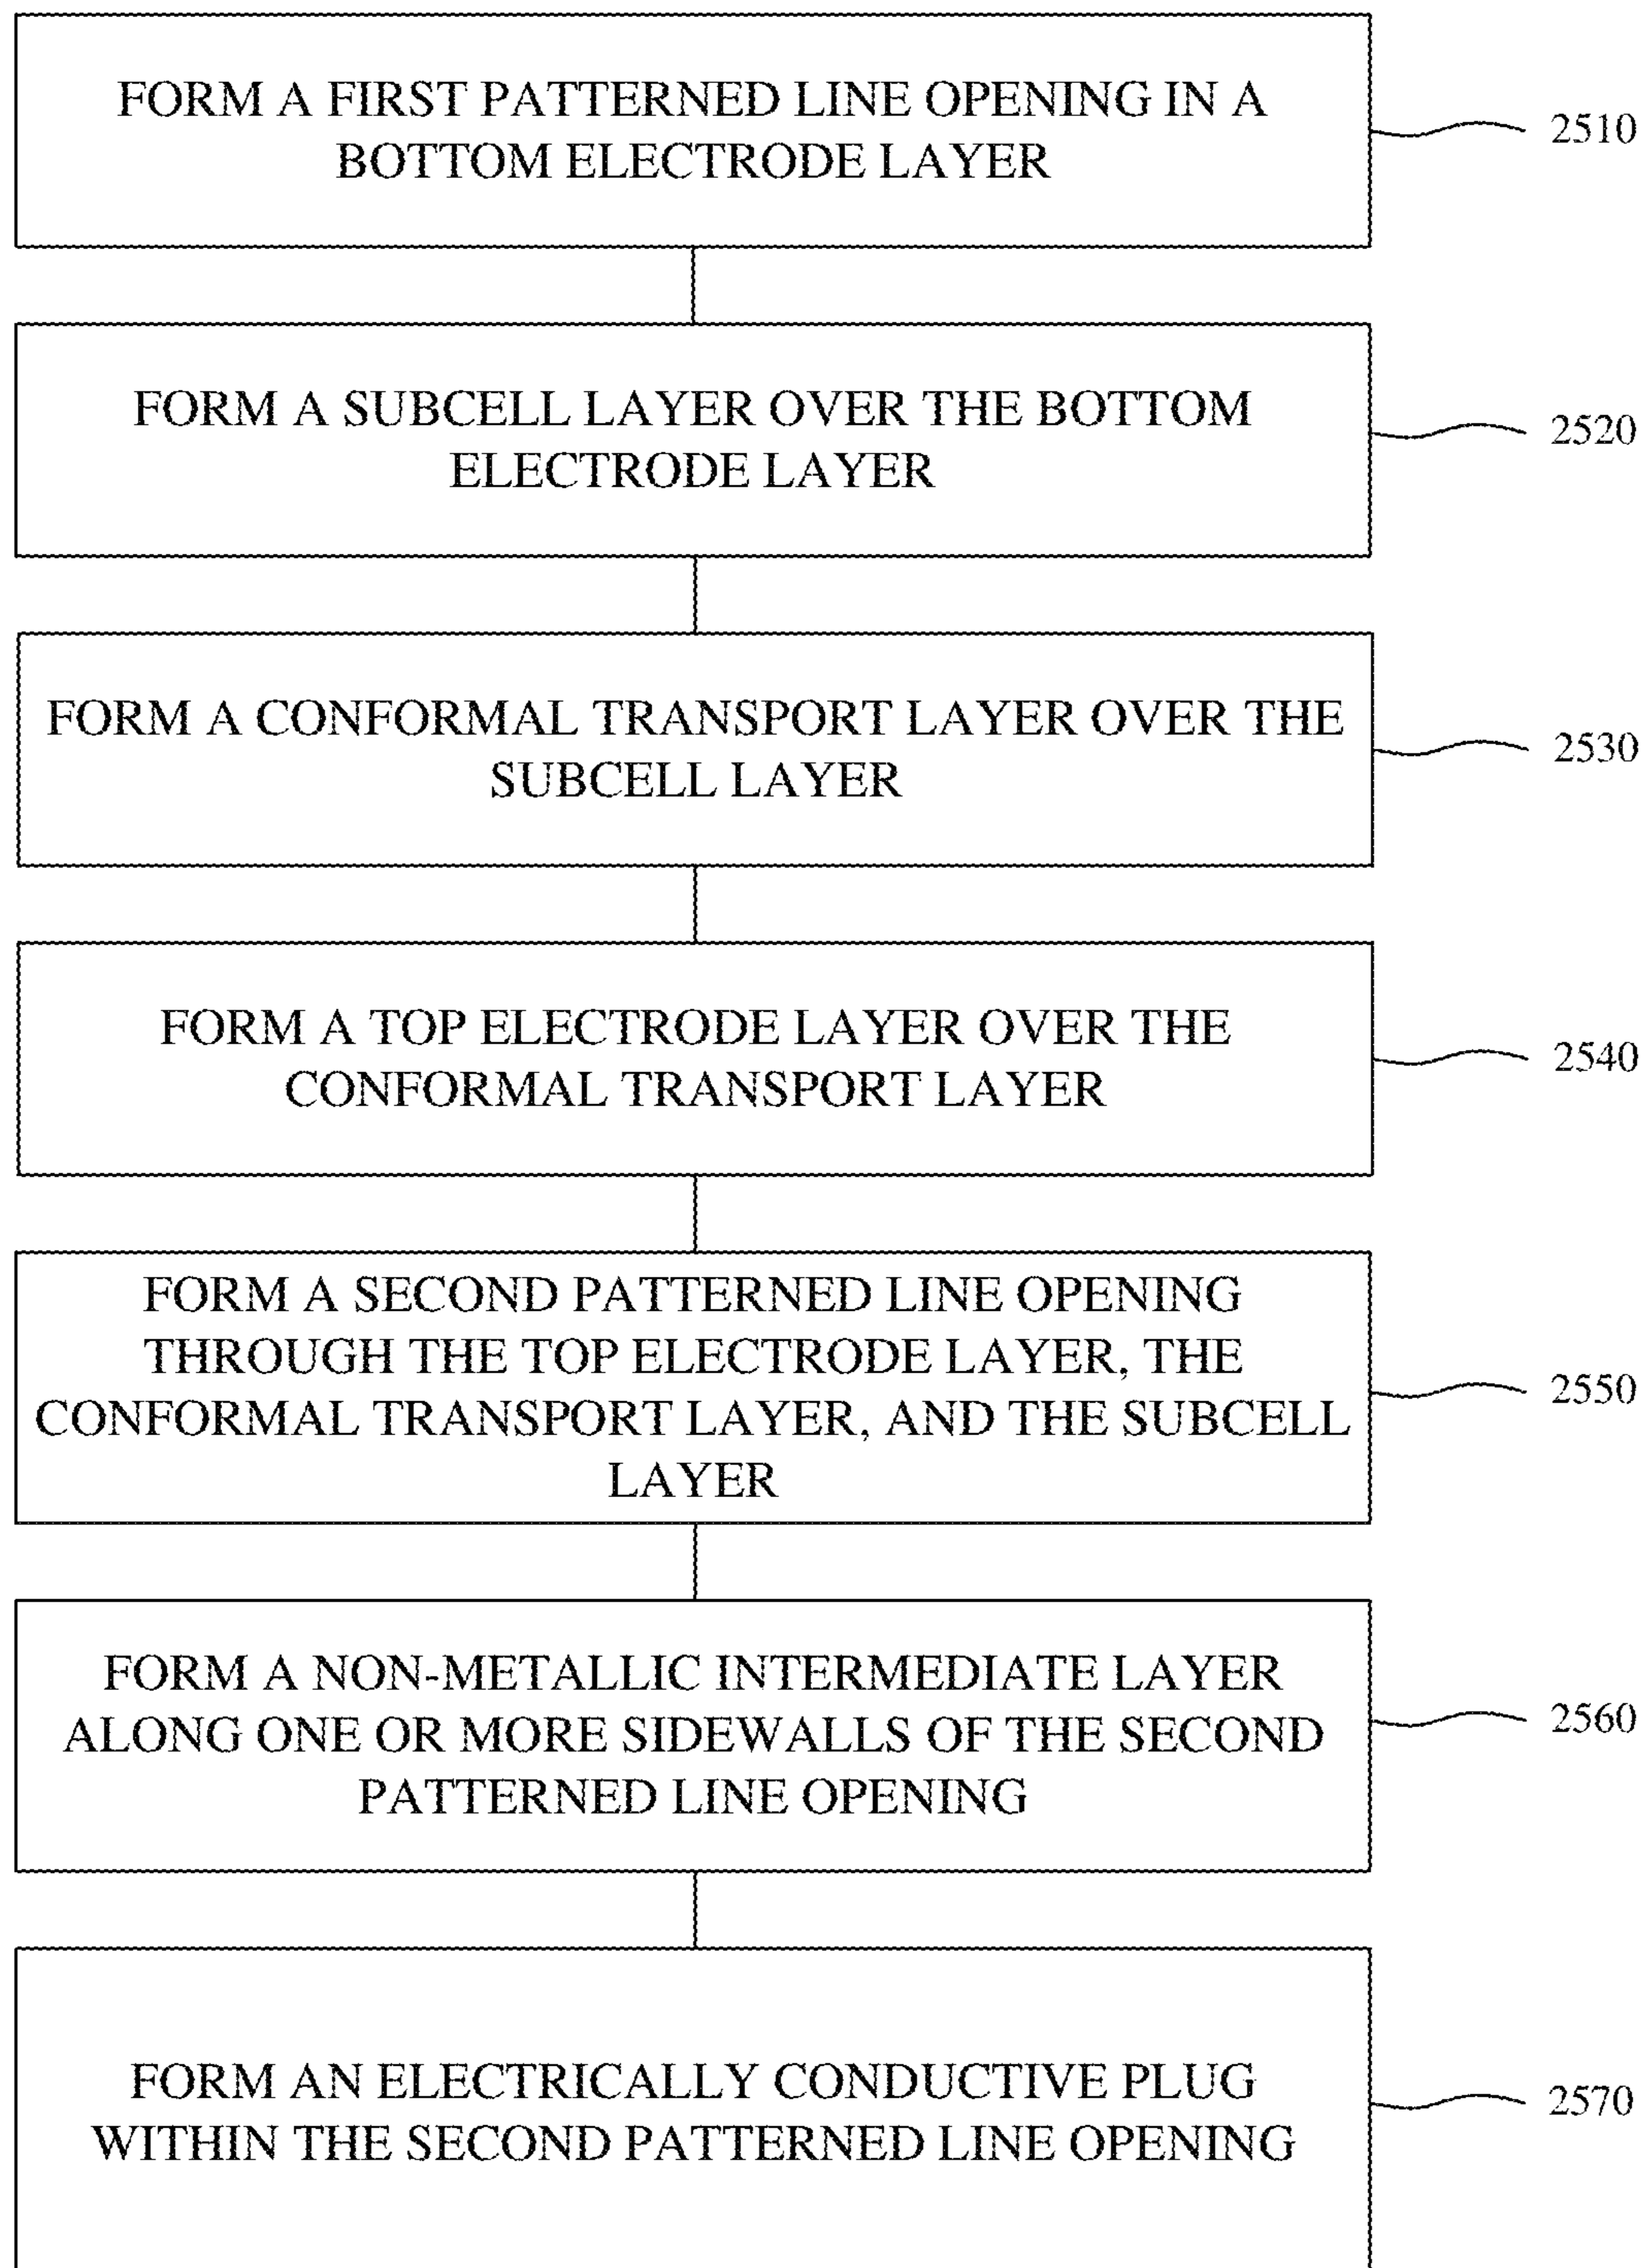 FORM A FIRST PATTERNED LINE OPENING IN A
BOTTOM ELECTRODE LAYER
2510
FORM A SUBCELL LAYER OVER THE BOTTOM
ELECTRODE LAYER
2520
FORM A CONFORMAL TRANSPORT LAYER OVER THE
SUBCELL LAYER
2530
FORM A TOP ELECTRODE LAYER OVER THE
CONFORMAL TRANSPORT LAYER
2540
FORM A SECOND PATTERNED LINE OPENING
THROUGH THE TOP ELECTRODE LAYER, THE
CONFORMAL TRANSPORT LAYER, AND THE SUBCELL
LAYER
2550
FORM A NON-METALLIC INTERMEDIATE LAYER
ALONG ONE OR MORE SIDEWALLS OF THE SECOND
PATTERNED LINE OPENING
2560
FORM AN ELECTRICALLY CONDUCTIVE PLUG
WITHIN THE SECOND PATTERNED LINE OPENING
2570